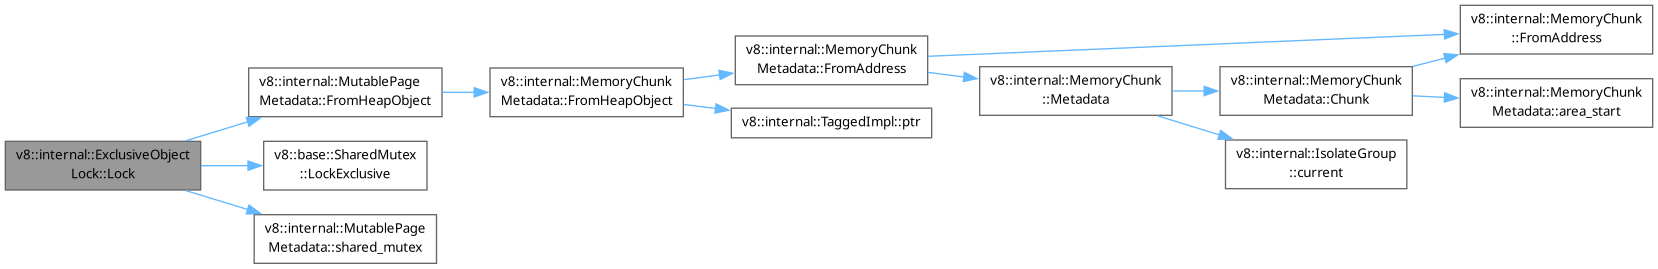 v8::internal::ExclusiveObject
Lock::Lock
v8::internal::MutablePage
Metadata::FromHeapObject
v8::base::SharedMutex
::LockExclusive
v8::internal::MutablePage
Metadata::shared_mutex
v8::internal::MemoryChunk
Metadata::FromHeapObject
v8::internal::MemoryChunk
Metadata::FromAddress
v8::internal::TaggedImpl::ptr
v8::internal::MemoryChunk
::Metadata
v8::internal::MemoryChunk
Metadata::Chunk
v8::internal::IsolateGroup
::current
v8::internal::MemoryChunk
::FromAddress
v8::internal::MemoryChunk
Metadata::area_start